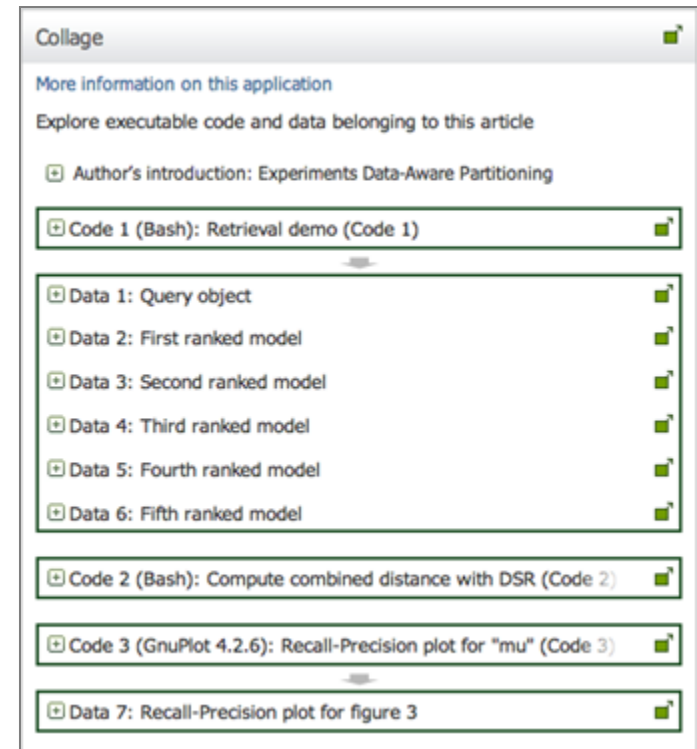 Collage
More information on this application
Explore executable code and data belonging to this article
Author's introduction: Experiments Data-Aware Partitioning
Code 1 (Bash): Retrieval demo (Code 1)
Data 1: Query object
Data 2: First ranked model
Data 3: Second ranked model
Data 4: Third ranked model
Data 5: Fourth ranked model
Data 6: Fifth ranked model
Code 2 (Bash): Compute combined distance with DSR (Code 2)
Code 3 (GnuPlot 4.2.6): Recall-Precision plot for "mu" (Code 3)
Data 7: Recall-Precision plot for figure 3